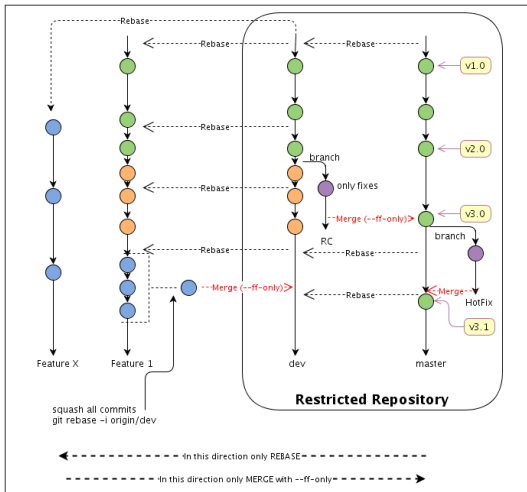 Rebase
Rebase
Rebase
v1.0
Rebase
v2.0
branch
Rebase
only fixes
v3.0
Merge (--ff-only)
RC
branch
Rebase
Rebase
Merge (--ff-only)
Rebase
Merge
HotFix
v3.1
Feature X
Feature 1
dev
master
Restricted Repository
squash all commits
git rebase -i origin/dev
In this direction only REBASE
In this direction only MERGE with --ff-only